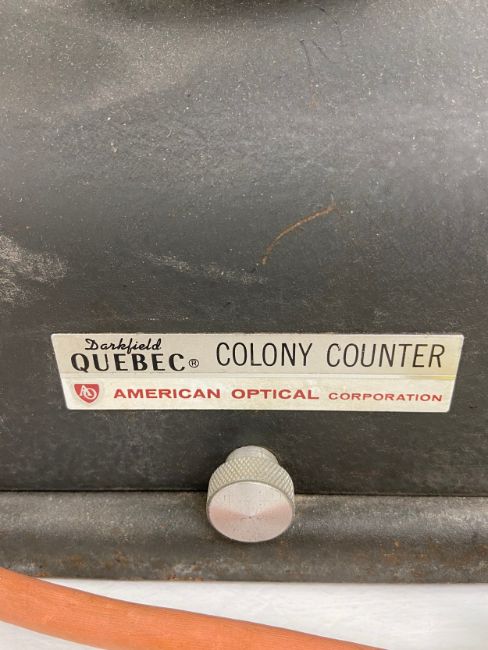 Darkfield
QUEBEC® COLONY COUNTER
AO AMERICAN OPTICAL CORPORATION